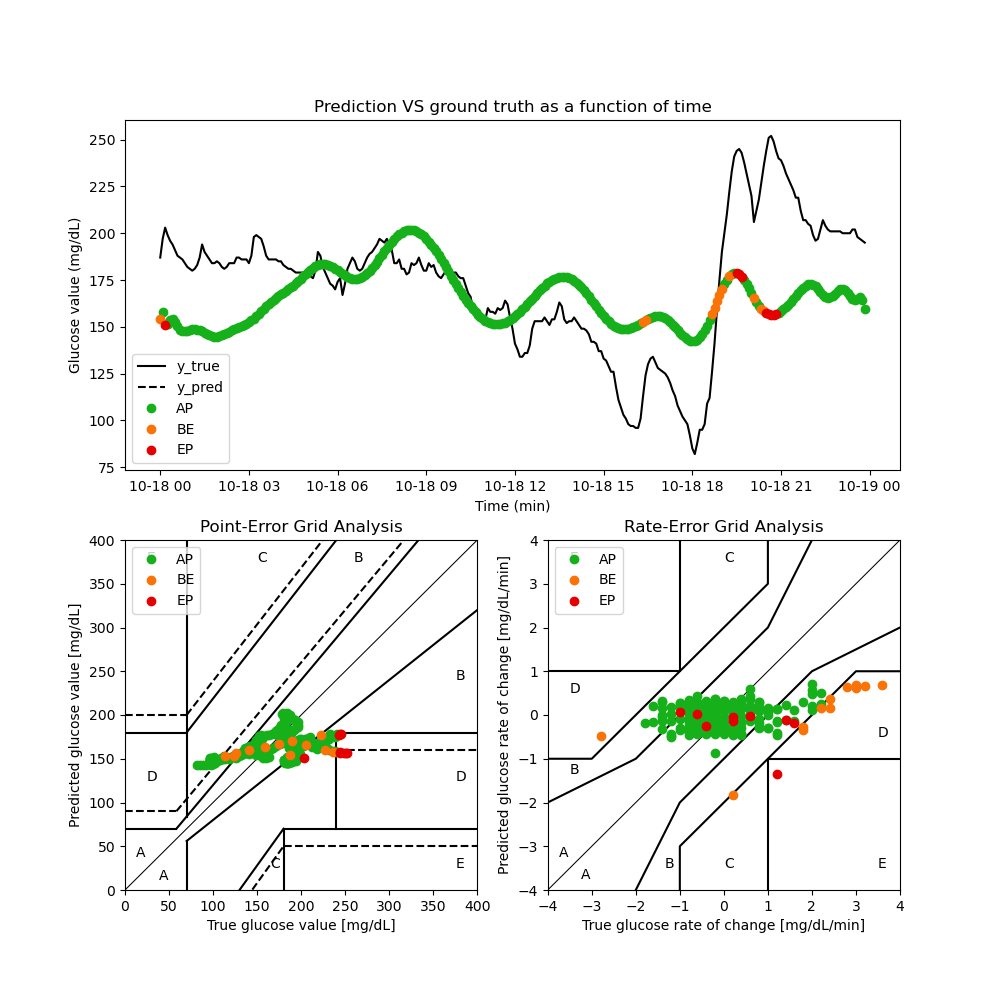 Prediction VS ground truth as a function of time
Glucose value (mg/dL)
250
225
200
175
150
125
100
75
y_true
y_pred
AP
BE
EP
10-18 00 10-18 03 10-18 06 10-18 09 10-18 12 10-18 15 10-18 18 10-18 21 10-19 00
Time (min)
Point-Error Grid Analysis
Predicted glucose value [mg/dL]
400
350
300
250
200
150
100
50
0
AP
BE
EP
C B
B
D D
A
A C E
0 50 100 150 200 250 300 350 400
True glucose value [mg/dL]
Rate-Error Grid Analysis
Predicted glucose rate of change [mg/dL/min]
4
3
2
1
0
−1
−2
−3
−4
AP
BE
EP
C
D
D
B
A
A B C E
−4 −3 −2 −1 0 1 2 3 4
True glucose rate of change [mg/dL/min]